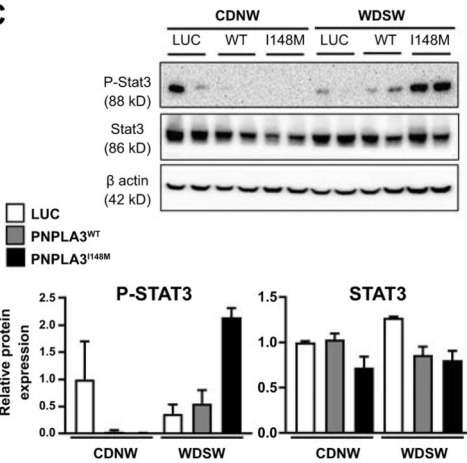 C
CDNW WDSW
LUC WT I148M LUC WT I148M
P-Stat3
(88 kD)
Stat3
(86 kD)
β actin
(42 kD)
LUC
PNPLA3ᵂᵀ
PNPLA3ᴵ¹⁴⁸ᴹ
P-STAT3
STAT3
Relative protein
expression
2.5
2.0
1.5
1.0
0.5
0.0
CDNW WDSW
1.5
1.0
0.5
0.0
CDNW WDSW